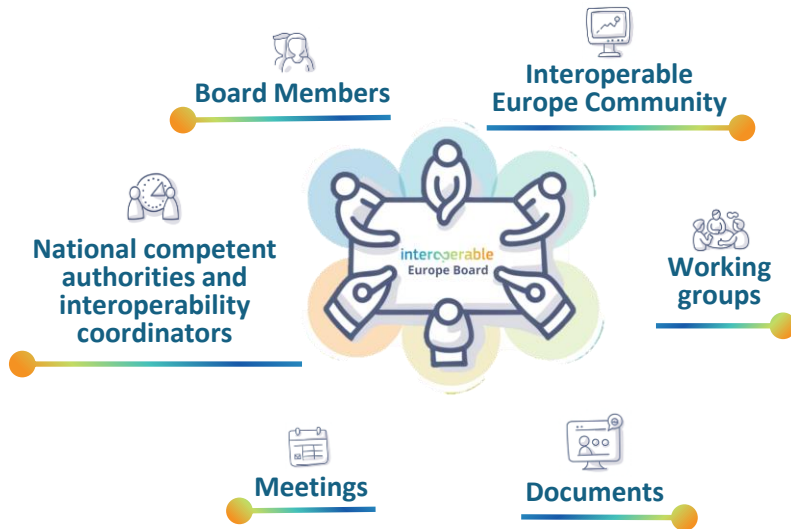 Board Members
Interoperable
Europe Community
National competent
authorities and
interoperability
coordinators
interoperable
Europe Board
Working
groups
Meetings
Documents